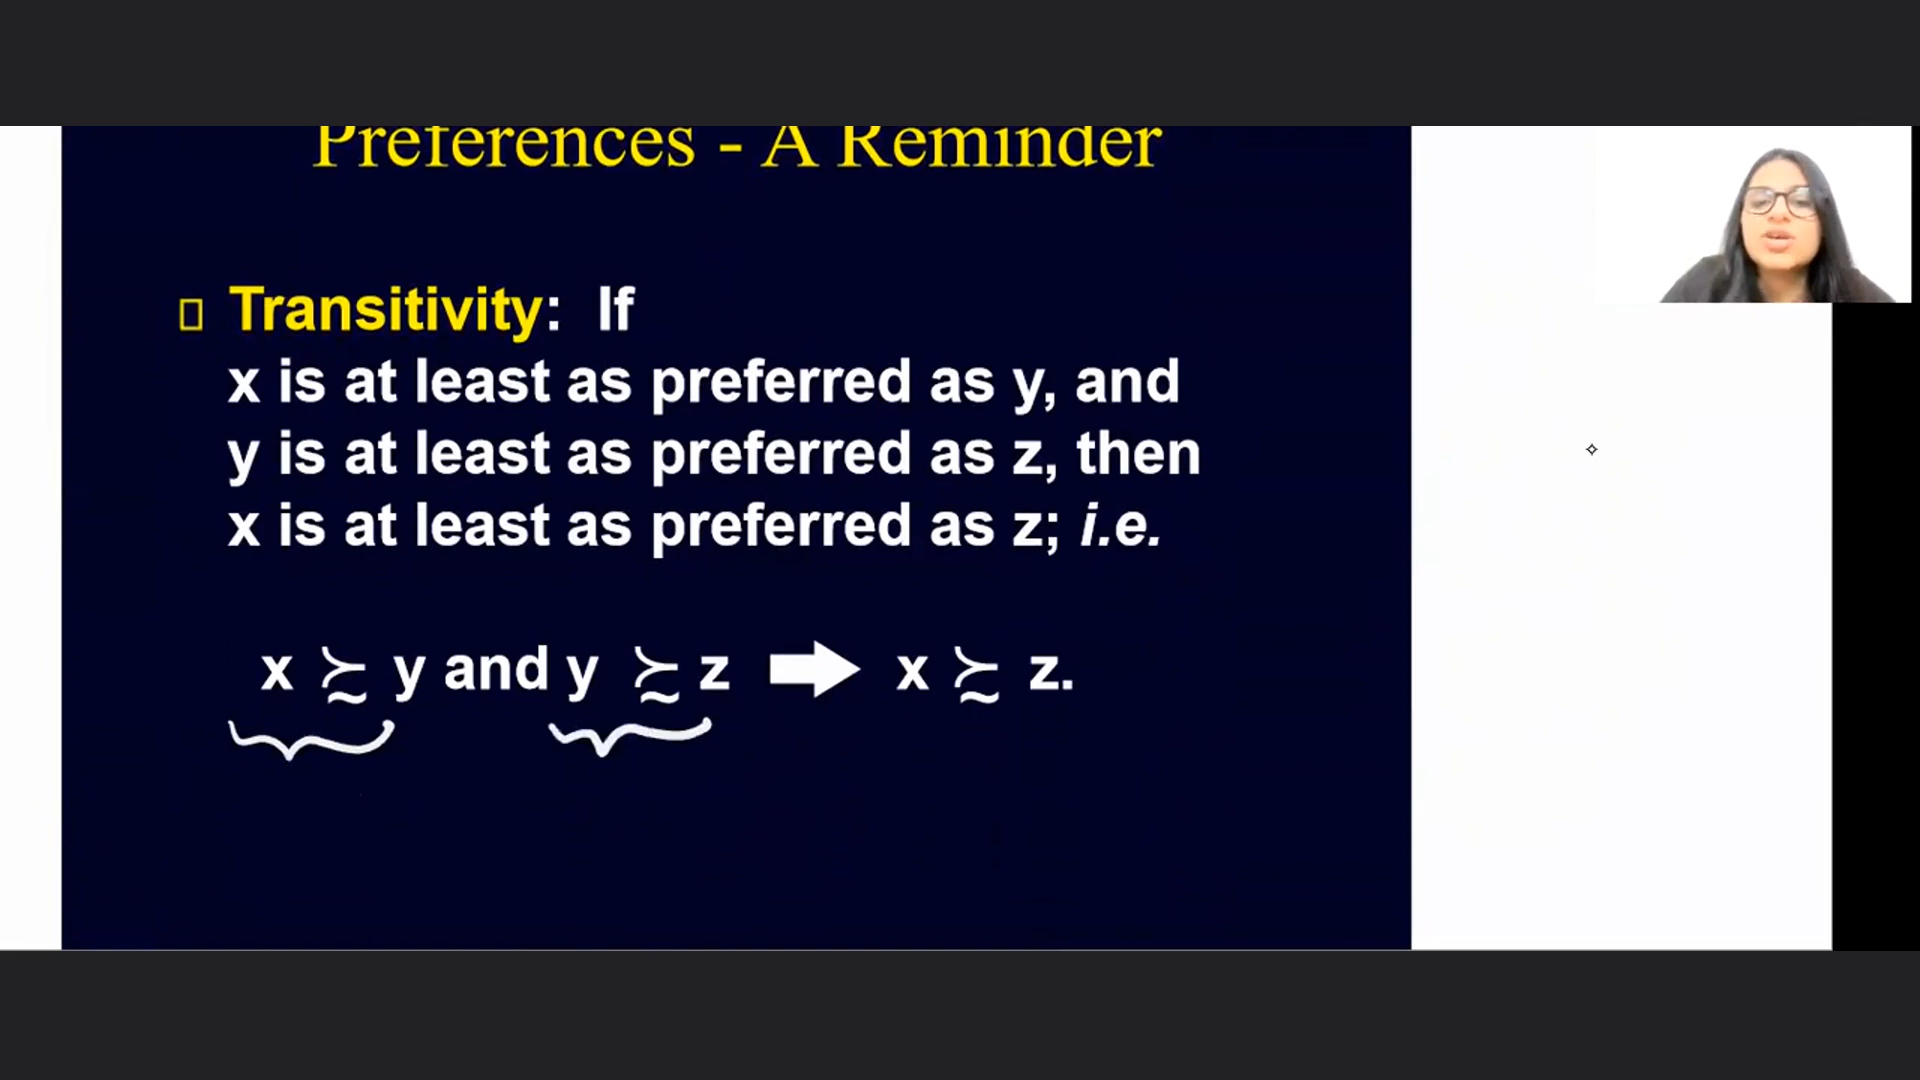 Preferences - A Reminder
Transitivity: If
x is at least as preferred as y, and
y is at least as preferred as z, then
x is at least as preferred as z; i.e.
x ≿ y and y ≿ z ➡ x ≿ z.